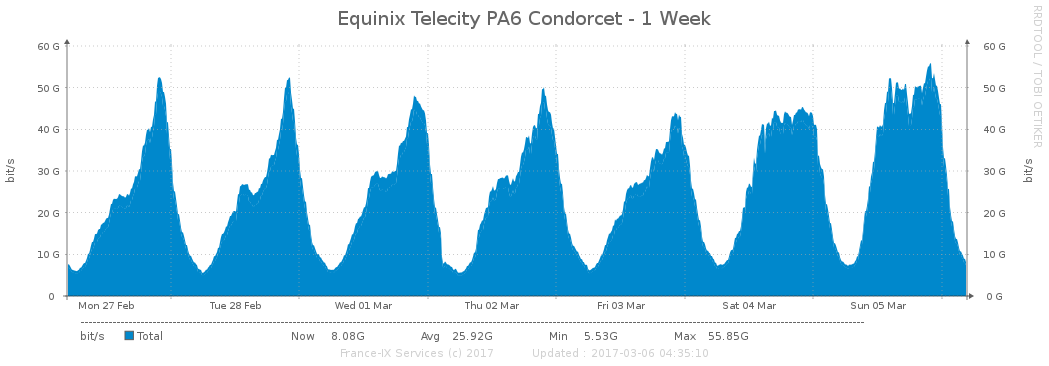 Equinix Telecity PA6 Condorcet - 1 Week
RRDTOOL / TOBI OETIKER
bit/s
60 G
50 G
40 G
30 G
20 G
10 G
0
60 G
50 G
40 G
30 G
20 G
10 G
0 G
bit/s
Mon 27 Feb Tue 28 Feb Wed 01 Mar Thu 02 Mar Fri 03 Mar Sat 04 Mar Sun 05 Mar
bit/s Total Now 8.08G Avg 25.92G Min 5.53G Max 55.85G
France-IX Services (c) 2017 Updated : 2017-03-06 04:35:10